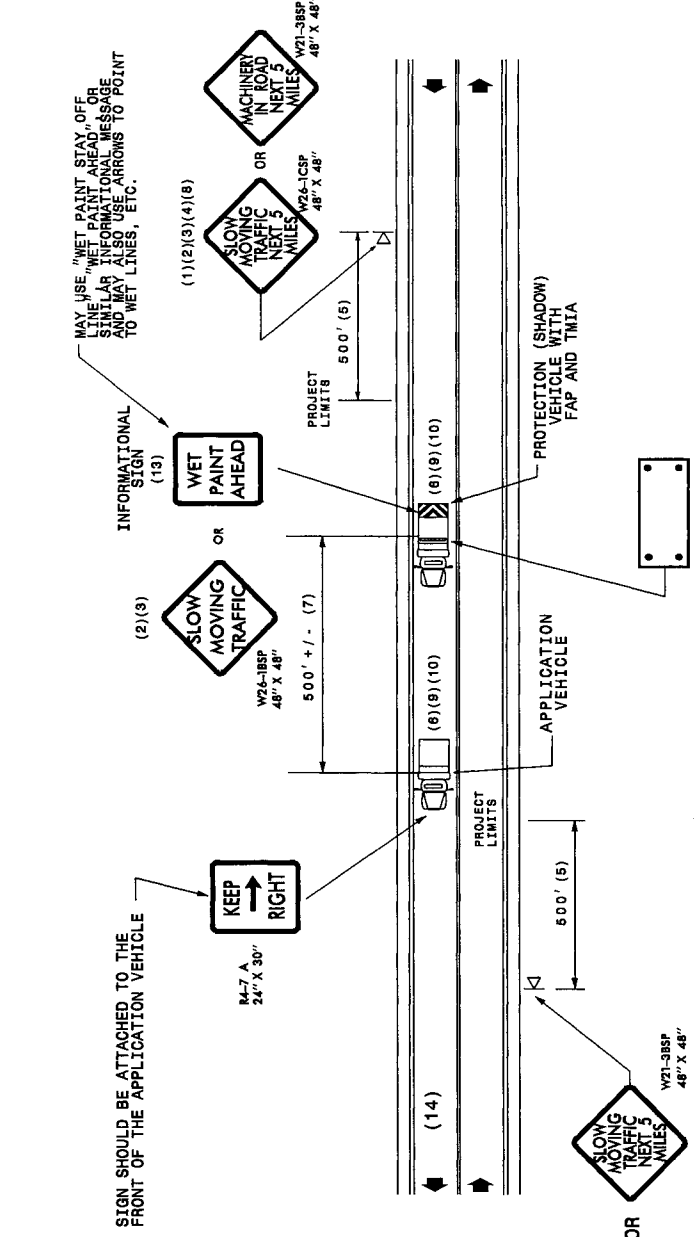 SIGN SHOULD BE ATTACHED TO THE
FRONT OF THE APPLICATION VEHICLE
KEEP
RIGHT
R4-7 A
24" X 30"
(2)(3)
SLOW
MOVING
TRAFFIC
W26-1BSP
48" X 48"
OR
INFORMATIONAL
SIGN
(13)
WET
PAINT
AHEAD
MAY USE "WET PAINT STAY OFF
LINE", "WET PAINT AHEAD", OR
SIMILAR INFORMATIONAL MESSAGE
AND MAY ALSO USE ARROWS TO POINT
TO WET LINES, ETC.
(1)(2)(3)(4)(8)
SLOW
MOVING
TRAFFIC
NEXT 5
MILES
W26-1CSP
48" X 48"
OR
MACHINERY
IN ROAD
NEXT 5
MILES
W21-3BSP
48" X 48"
500' +/- (7)
PROJECT
LIMITS
500' (5)
(14)
(6)(9)(10)
(6)(9)(10)
PROJECT
LIMITS
500' (5)
APPLICATION
VEHICLE
PROTECTION (SHADOW)
VEHICLE WITH
FAP AND TMIA
OR
SLOW
MOVING
TRAFFIC
NEXT 5
MILES
W21-3BSP
48" X 48"